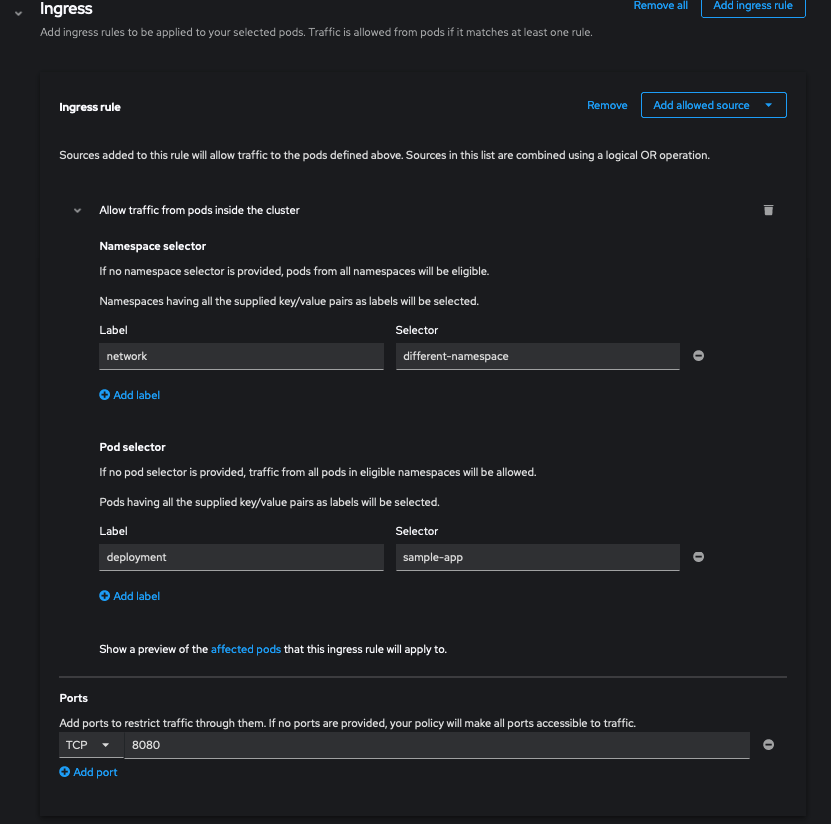 Ingress
Remove all
Add ingress rule
Add ingress rules to be applied to your selected pods. Traffic is allowed from pods if it matches at least one rule.
Ingress rule
Remove
Add allowed source
Sources added to this rule will allow traffic to the pods defined above. Sources in this list are combined using a logical OR operation.
Allow traffic from pods inside the cluster
Namespace selector
If no namespace selector is provided, pods from all namespaces will be eligible.
Namespaces having all the supplied key/value pairs as labels will be selected.
Label
Selector
network
different-namespace
Add label
Pod selector
If no pod selector is provided, traffic from all pods in eligible namespaces will be allowed.
Pods having all the supplied key/value pairs as labels will be selected.
Label
Selector
deployment
sample-app
Add label
Show a preview of the affected pods that this ingress rule will apply to.
Ports
Add ports to restrict traffic through them. If no ports are provided, your policy will make all ports accessible to traffic.
TCP
8080
Add port